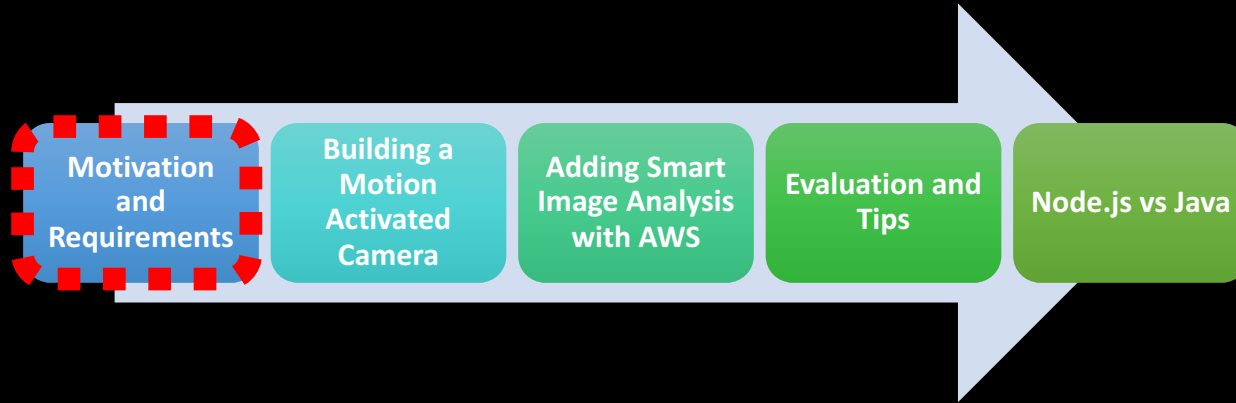 Motivation
and
Requirements
Building a
Motion
Activated
Camera
Adding Smart
Image Analysis
with AWS
Evaluation and
Tips
Node.js vs Java